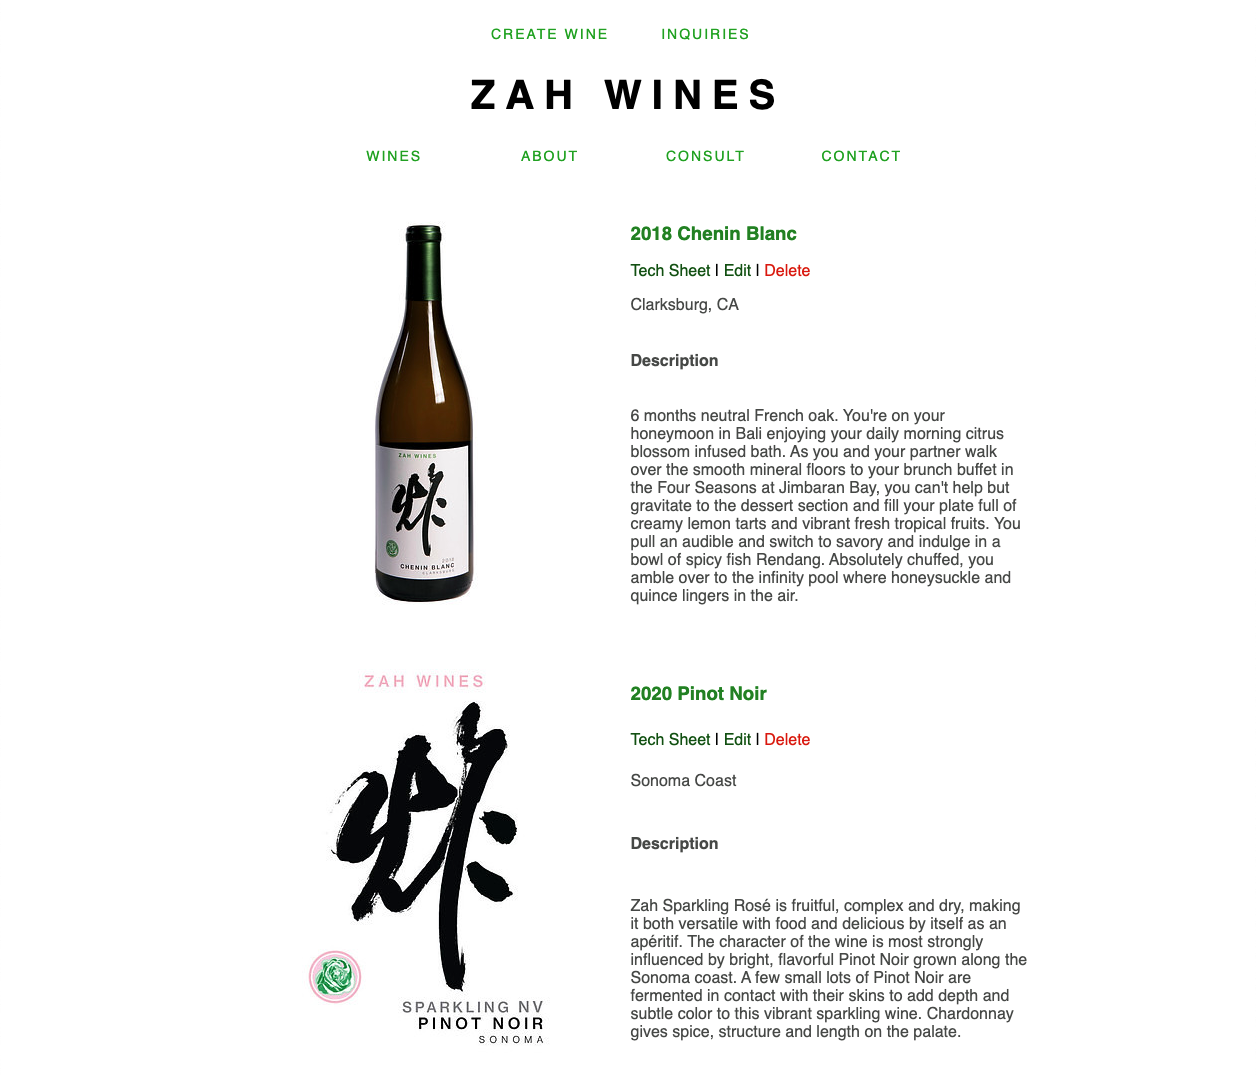 CREATE WINE INQUIRIES
ZAH WINES
WINES ABOUT CONSULT CONTACT
2018 Chenin Blanc
Tech Sheet | Edit | Delete
Clarksburg, CA
Description
6 months neutral French oak. You're on your
honeymoon in Bali enjoying your daily morning citrus
blossom infused bath. As you and your partner walk
over the smooth mineral floors to your brunch buffet in
the Four Seasons at Jimbaran Bay, you can't help but
gravitate to the dessert section and fill your plate full of
creamy lemon tarts and vibrant fresh tropical fruits. You
pull an audible and switch to savory and indulge in a
bowl of spicy fish Rendang. Absolutely chuffed, you
amble over to the infinity pool where honeysuckle and
quince lingers in the air.
ZAH WINES
2018
CHENIN BLANC
CLARKSBURG
ZAH WINES
SPARKLING NV
PINOT NOIR
SONOMA
2020 Pinot Noir
Tech Sheet | Edit | Delete
Sonoma Coast
Description
Zah Sparkling Rosé is fruitful, complex and dry, making
it both versatile with food and delicious by itself as an
apéritif. The character of the wine is most strongly
influenced by bright, flavorful Pinot Noir grown along the
Sonoma coast. A few small lots of Pinot Noir are
fermented in contact with their skins to add depth and
subtle color to this vibrant sparkling wine. Chardonnay
gives spice, structure and length on the palate.